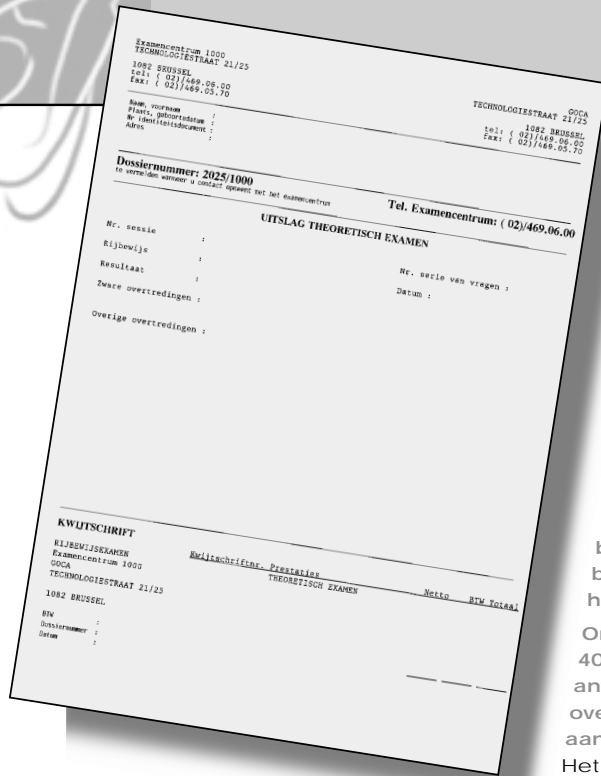 Examencentrum 1000
TECHNOLOGIESTRAAT 21/25
1082 BRUSSEL
tel: ( 02)/469.06.00
fax: ( 02)/469.05.70
GOCA
TECHNOLOGIESTRAAT 21/25
1082 BRUSSEL
tel: ( 02)/469.06.00
fax: ( 02)/469.05.70
Naam, voornaam :
Plaats, geboortedatum :
Nr identiteitsdocument :
Adres :
Dossiernummer: 2025/1000
te vermelden wanneer u contact opneemt met het examencentrum
Tel. Examencentrum: ( 02)/469.06.00
UITSLAG THEORETISCH EXAMEN
Nr. sessie :
Nr. serie van vragen :
Rijbewijs :
Datum :
Resultaat :
Zware overtredingen :
Overige overtredingen :
KWIJTSCHRIFT
RIJBEWIJSEXAMEN
Examencentrum 1000
GOCA
TECHNOLOGIESTRAAT 21/25
1082 BRUSSEL
Kwijtschriftnr. Prestaties Netto BTW Totaal
THEORETISCH EXAMEN
BTW :
Dossiernummer :
Datum :
40
aan
Het